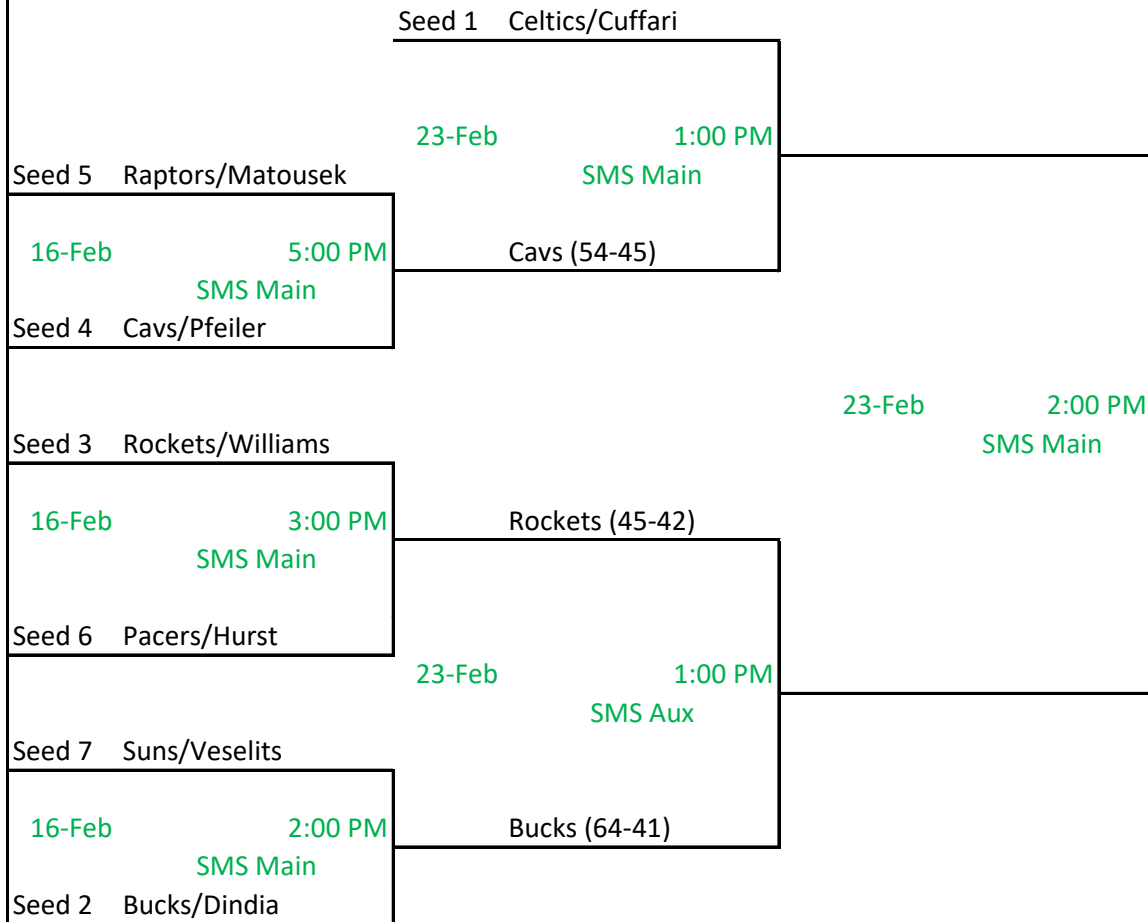 Seed 1 Celtics/Cuffari
23-Feb 1:00 PM
Seed 5 Raptors/Matousek
SMS Main
16-Feb 5:00 PM
Cavs (54-45)
SMS Main
Seed 4 Cavs/Pfeiler
23-Feb 2:00 PM
Seed 3 Rockets/Williams
SMS Main
16-Feb 3:00 PM
Rockets (45-42)
SMS Main
Seed 6 Pacers/Hurst
23-Feb 1:00 PM
SMS Aux
Seed 7 Suns/Veselits
16-Feb 2:00 PM
Bucks (64-41)
SMS Main
Seed 2 Bucks/Dindia